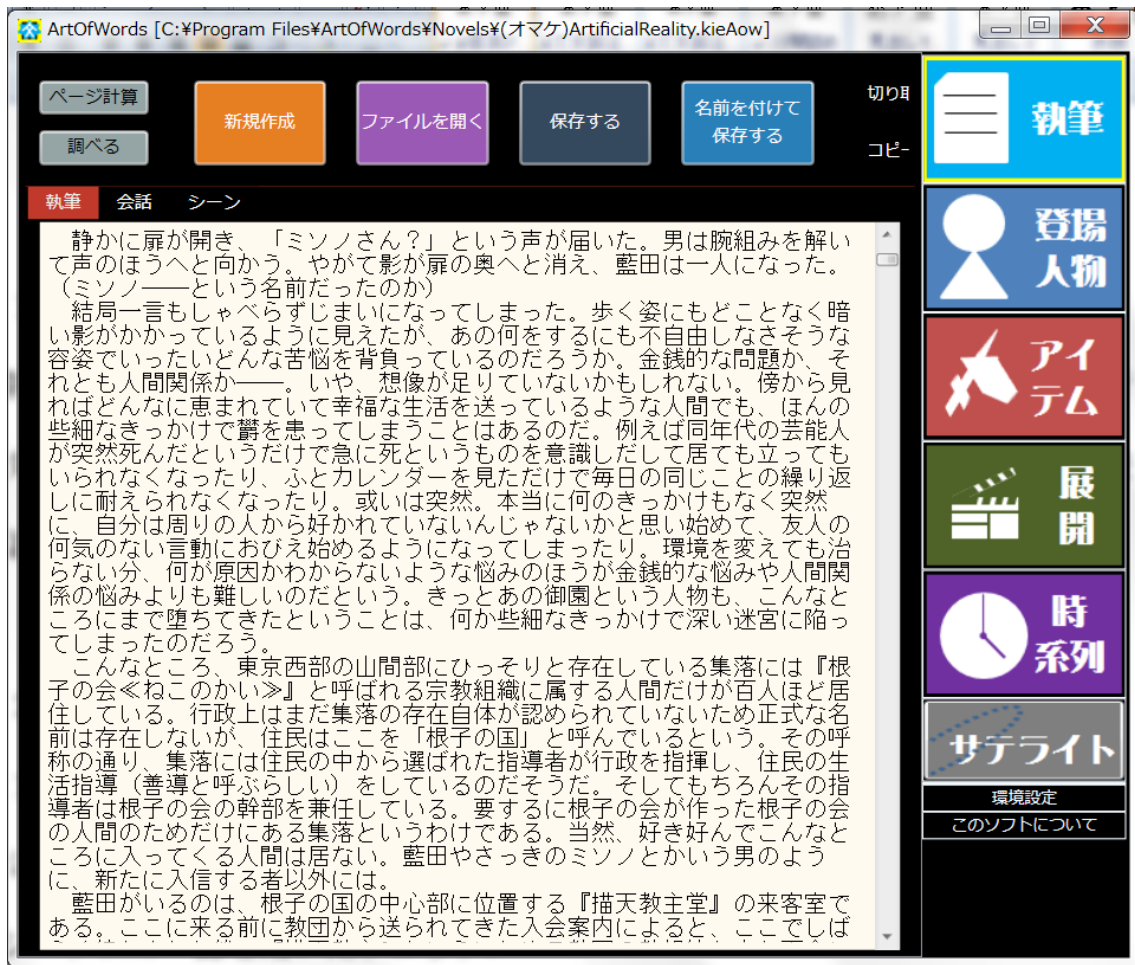 ArtOfWords [C:¥Program Files¥ArtOfWords¥Novels¥(オマケ)ArtificialReality.kieAow]
ページ計算
調べる
新規作成
ファイルを開く
保存する
名前を付けて
保存する
切り取
コピー
執筆 会話 シーン
静かに扉が開き、「ミソノさん?」という声が届いた。男は腕組みを解い
て声のほうへと向かう。やがて影が扉の奥へと消え、藍田は一人になった。
(ミソノ――という名前だったのか)
結局一言もしゃべらずじまいになってしまった。歩く姿にもどことなく暗
い影がかかっているように見えたが、あの何をするにも不自由しなさそうな
容姿でいったいどんな苦悩を背負っているのだろうか。金銭的な問題か、そ
れとも人間関係か――。いや、想像が足りていないかもしれない。傍から見
ればどんなに恵まれていて幸福な生活を送っているような人間でも、ほんの
些細なきっかけで欝を患ってしまうことはあるのだ。例えば同年代の芸能人
が突然死んだというだけで急に死というものを意識しだして居ても立っても
いられなくなったり、ふとカレンダーを見ただけで毎日の同じことの繰り返
しに耐えられなくなったり。或いは突然。本当に何のきっかけもなく突然
に、自分は周りの人から好かれていないんじゃないかと思い始めて、友人の
何気のない言動におびえ始めるようになってしまったり。環境を変えても治
らない分、何が原因かわからないような悩みのほうが金銭的な悩みや人間関
係の悩みよりも難しいのだという。きっとあの御園という人物も、こんなと
ころにまで堕ちてきたということは、何か些細なきっかけで深い迷宮に陥っ
てしまったのだろう。
こんなところ、東京西部の山間部にひっそりと存在している集落には『根
子の会≪ねこのかい≫』と呼ばれる宗教組織に属する人間だけが百人ほど居
住している。行政上はまだ集落の存在自体が認められていないため正式な名
前は存在しないが、住民はここを「根子の国」と呼んでいるという。その呼
称の通り、集落には住民の中から選ばれた指導者が行政を指揮し、住民の生
活指導（善導と呼ぶらしい）をしているのだそうだ。そしてもちろんその指
導者は根子の会の幹部を兼任している。要するに根子の会が作った根子の会
の人間のためだけにある集落というわけである。当然、好き好んでこんなと
ころに入ってくる人間は居ない。藍田やさっきのミソノとかいう男のよう
に、新たに入信する者以外には。
藍田がいるのは、根子の国の中心部に位置する『描天教主堂』の来客室で
ある。ここに来る前に教団から送られてきた入会案内によると、ここでしば
執筆
登場
人物
アイ
テム
展
開
時
系列
サテライト
環境設定
このソフトについて